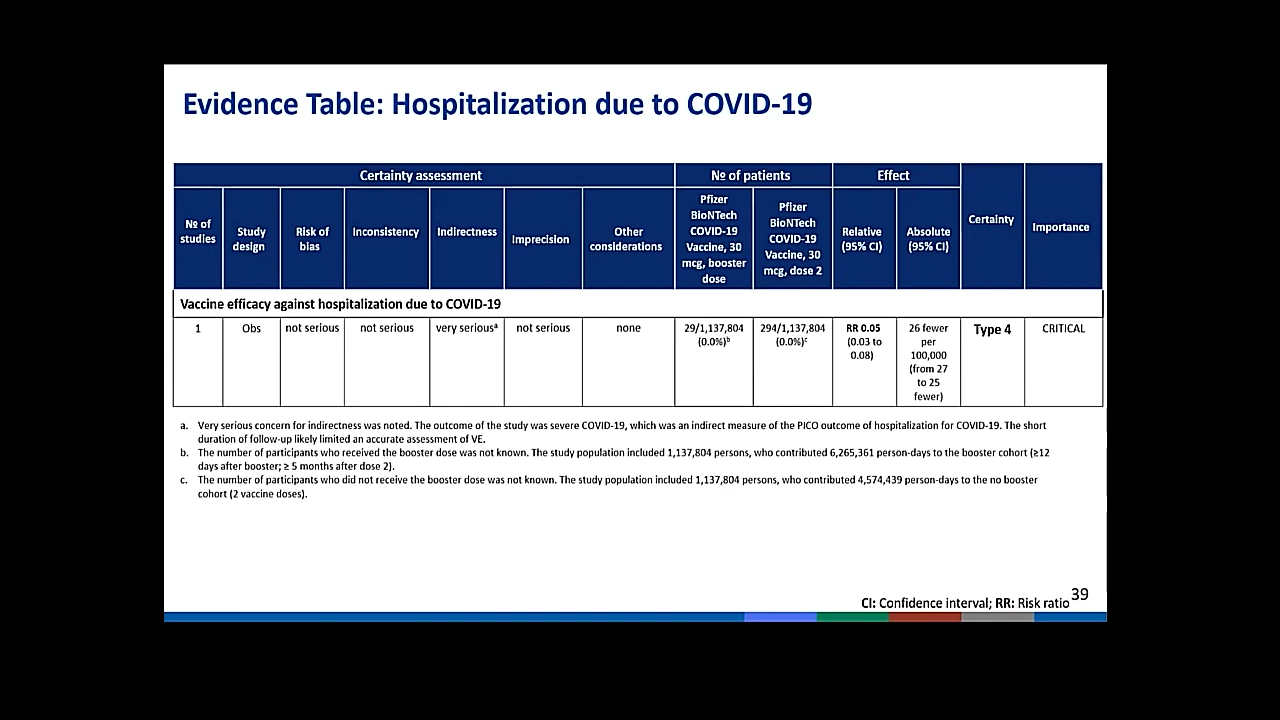 Evidence Table: Hospitalization due to COVID-19
Certainty assessment
№ of patients
Effect
Certainty
Importance
№ of
studies
Study
design
Risk of
bias
Inconsistency
Indirectness
Imprecision
Other
considerations
Pfizer
BioNTech
COVID-19
Vaccine, 30
mcg, booster
dose
Pfizer
BioNTech
COVID-19
Vaccine, 30
mcg, dose 2
Relative
(95% CI)
Absolute
(95% CI)
Vaccine efficacy against hospitalization due to COVID-19
1
Obs
not serious
not serious
very seriousᵃ
not serious
none
29/1,137,804
(0.0%)ᵇ
294/1,137,804
(0.0%)ᶜ
RR 0.05
(0.03 to
0.08)
26 fewer
per
100,000
(from 27
to 25
fewer)
Type 4
CRITICAL
a. Very serious concern for indirectness was noted. The outcome of the study was severe COVID-19, which was an indirect measure of the PICO outcome of hospitalization for COVID-19. The short
duration of follow-up likely limited an accurate assessment of VE.
b. The number of participants who received the booster dose was not known. The study population included 1,137,804 persons, who contributed 6,265,361 person-days to the booster cohort (≥12
days after booster; ≥ 5 months after dose 2).
c. The number of participants who did not receive the booster dose was not known. The study population included 1,137,804 persons, who contributed 4,574,439 person-days to the no booster
cohort (2 vaccine doses).
CI: Confidence interval; RR: Risk ratio
39